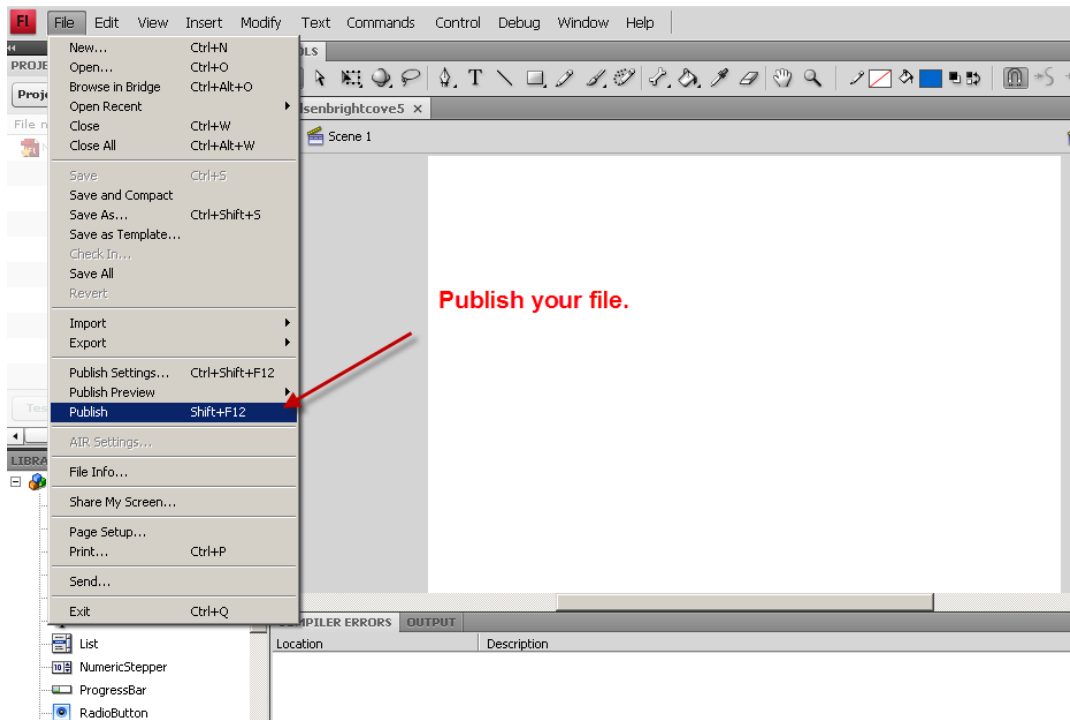 Fl File Edit View Insert Modify Text Commands Control Debug Window Help
New... Ctrl+N
Open... Ctrl+O
Browse in Bridge Ctrl+Alt+O
Open Recent
Close Ctrl+W
Close All Ctrl+Alt+W
Save Ctrl+S
Save and Compact
Save As... Ctrl+Shift+S
Save as Template...
Check In...
Save All
Revert
Import
Export
Publish Settings... Ctrl+Shift+F12
Publish Preview
Publish Shift+F12
AIR Settings...
File Info...
Share My Screen...
Page Setup...
Print... Ctrl+P
Send...
Exit Ctrl+Q
Scene 1
Publish your file.
COMPILER ERRORS OUTPUT
Location Description
List
NumericStepper
ProgressBar
RadioButton